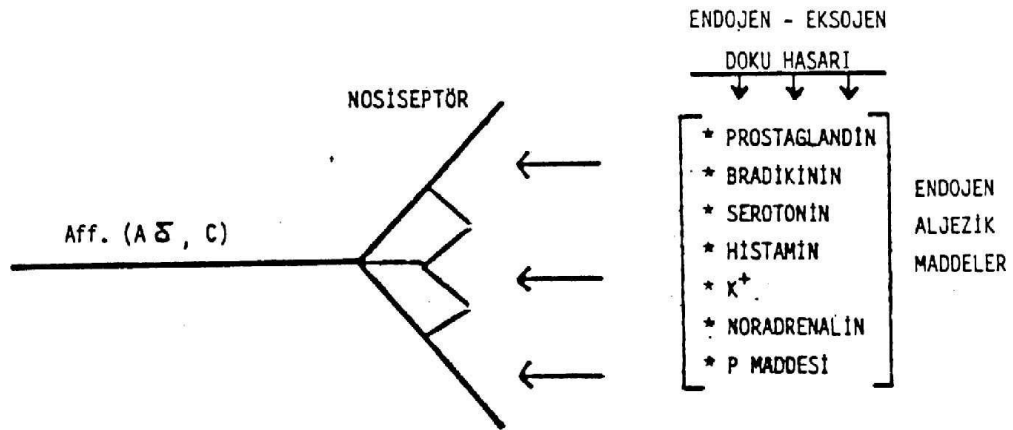 ENDOJEN - EKSOJEN
DOKU HASARI
NOSİSEPTÖR
* PROSTAGLANDİN
* BRADİKİNİN
* SEROTONİN
* HİSTAMİN
* K⁺
* NORADRENALİN
* P MADDESİ
ENDOJEN
ALJEZİK
MADDELER
Aff. (A δ, C)